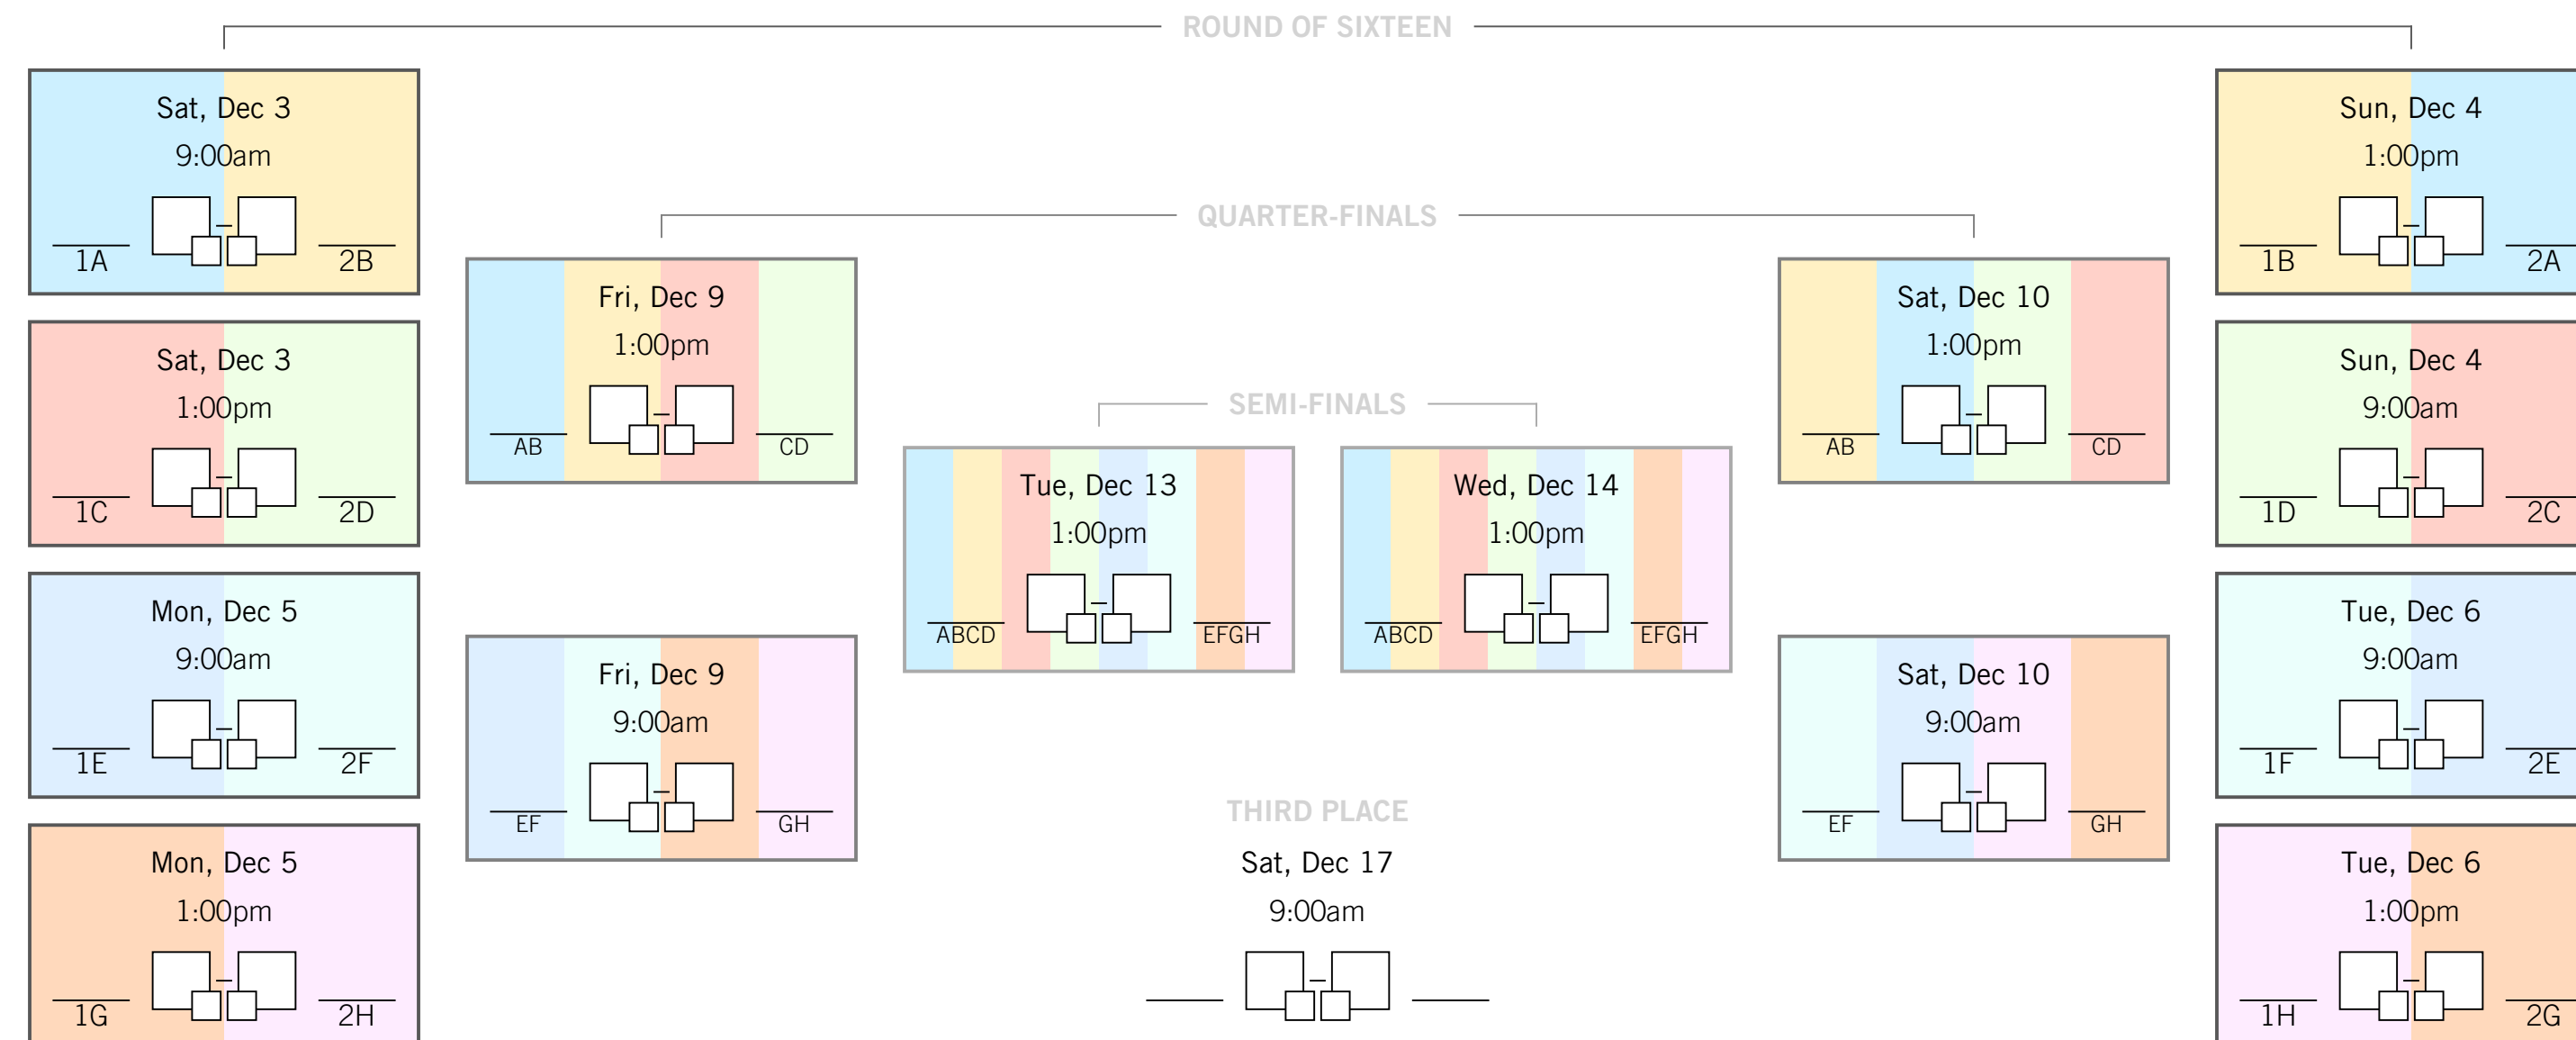 ROUND OF SIXTEEN
Sat, Dec 3
9:00am
1A 2B
Sat, Dec 3
1:00pm
1C 2D
Mon, Dec 5
9:00am
1E 2F
Mon, Dec 5
1:00pm
1G 2H
QUARTER-FINALS
Fri, Dec 9
1:00pm
AB CD
Fri, Dec 9
9:00am
EF GH
SEMI-FINALS
Tue, Dec 13
1:00pm
ABCD EFGH
Wed, Dec 14
1:00pm
ABCD EFGH
THIRD PLACE
Sat, Dec 17
9:00am
Sat, Dec 10
1:00pm
AB CD
Sat, Dec 10
9:00am
EF GH
Sun, Dec 4
1:00pm
1B 2A
Sun, Dec 4
9:00am
1D 2C
Tue, Dec 6
9:00am
1F 2E
Tue, Dec 6
1:00pm
1H 2G